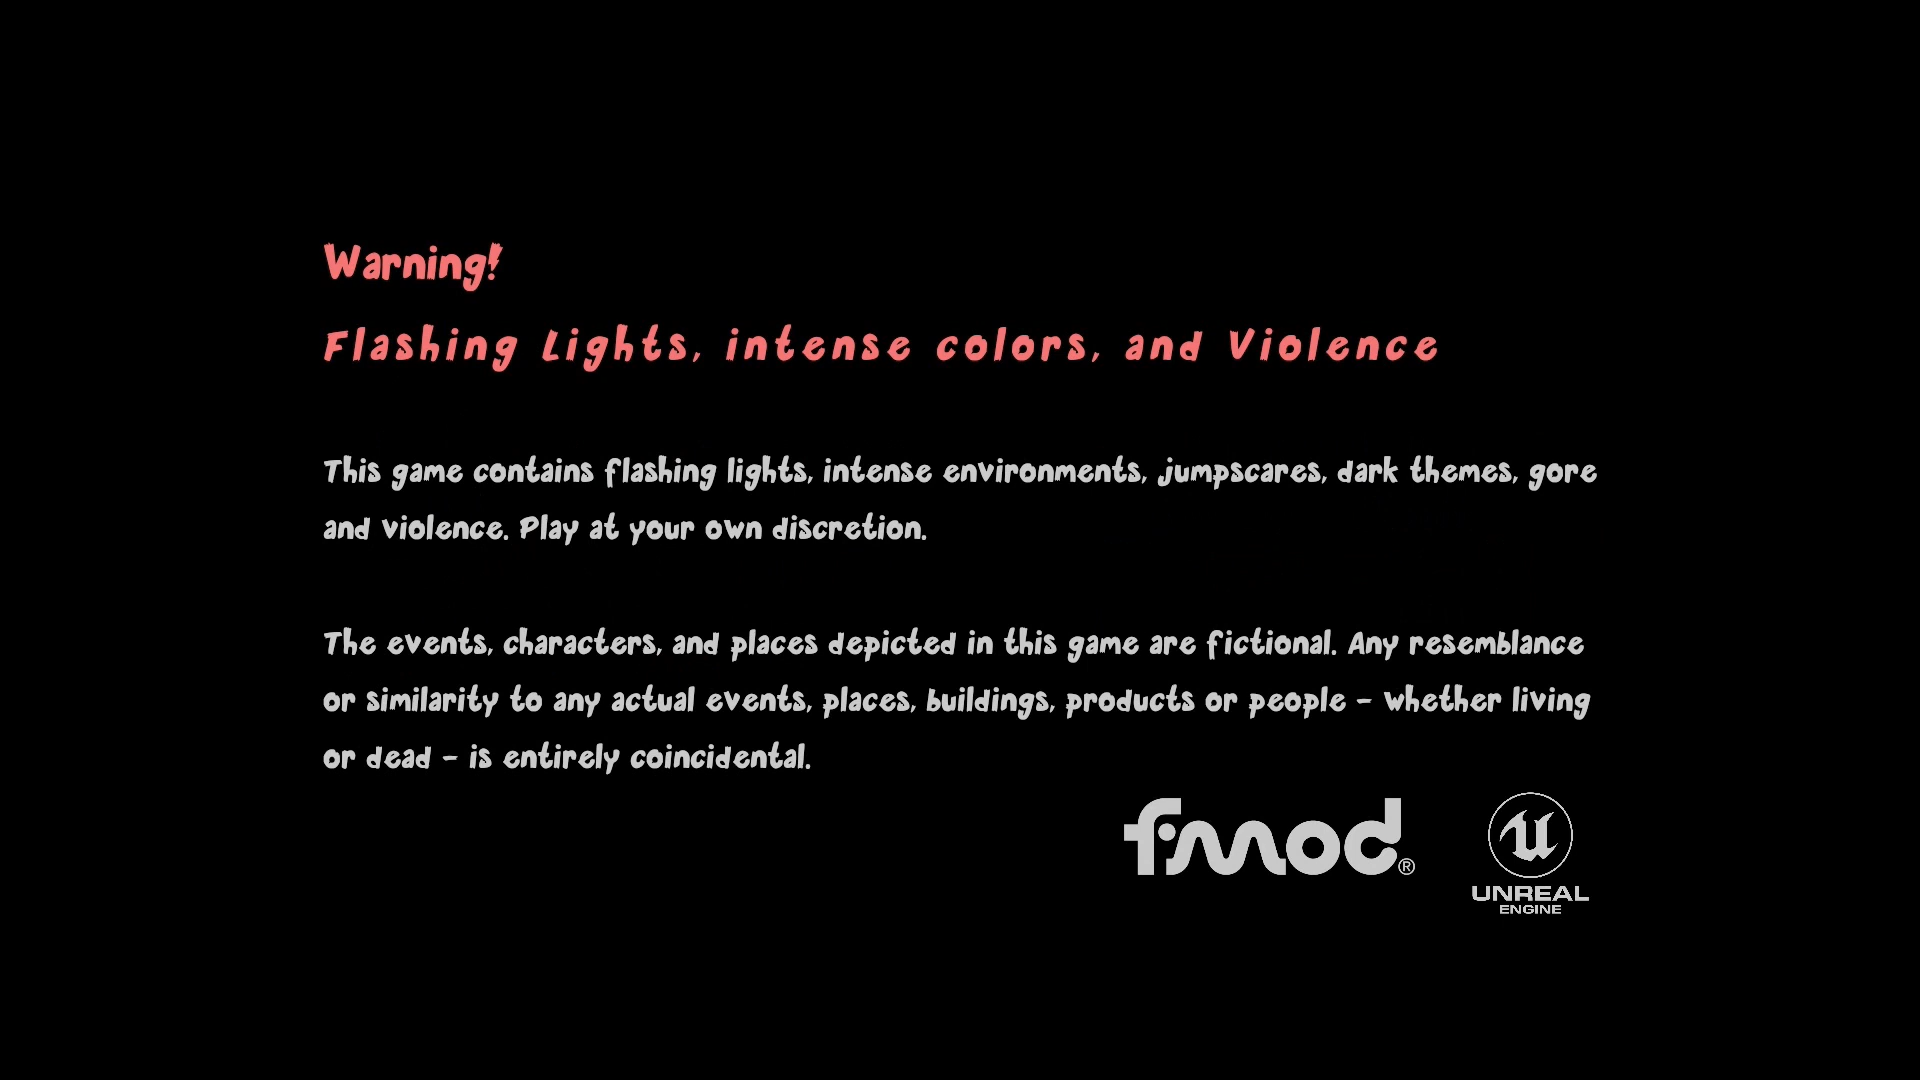 Warning!
Flashing Lights, intense colors, and Violence
This game contains flashing lights, intense environments, jumpscares, dark themes, gore
and violence. Play at your own discretion.
The events, characters, and places depicted in this game are fictional. Any resemblance
or similarity to any actual events, places, buildings, products or people - whether living
or dead - is entirely coincidental.
fmod®
UNREAL
ENGINE